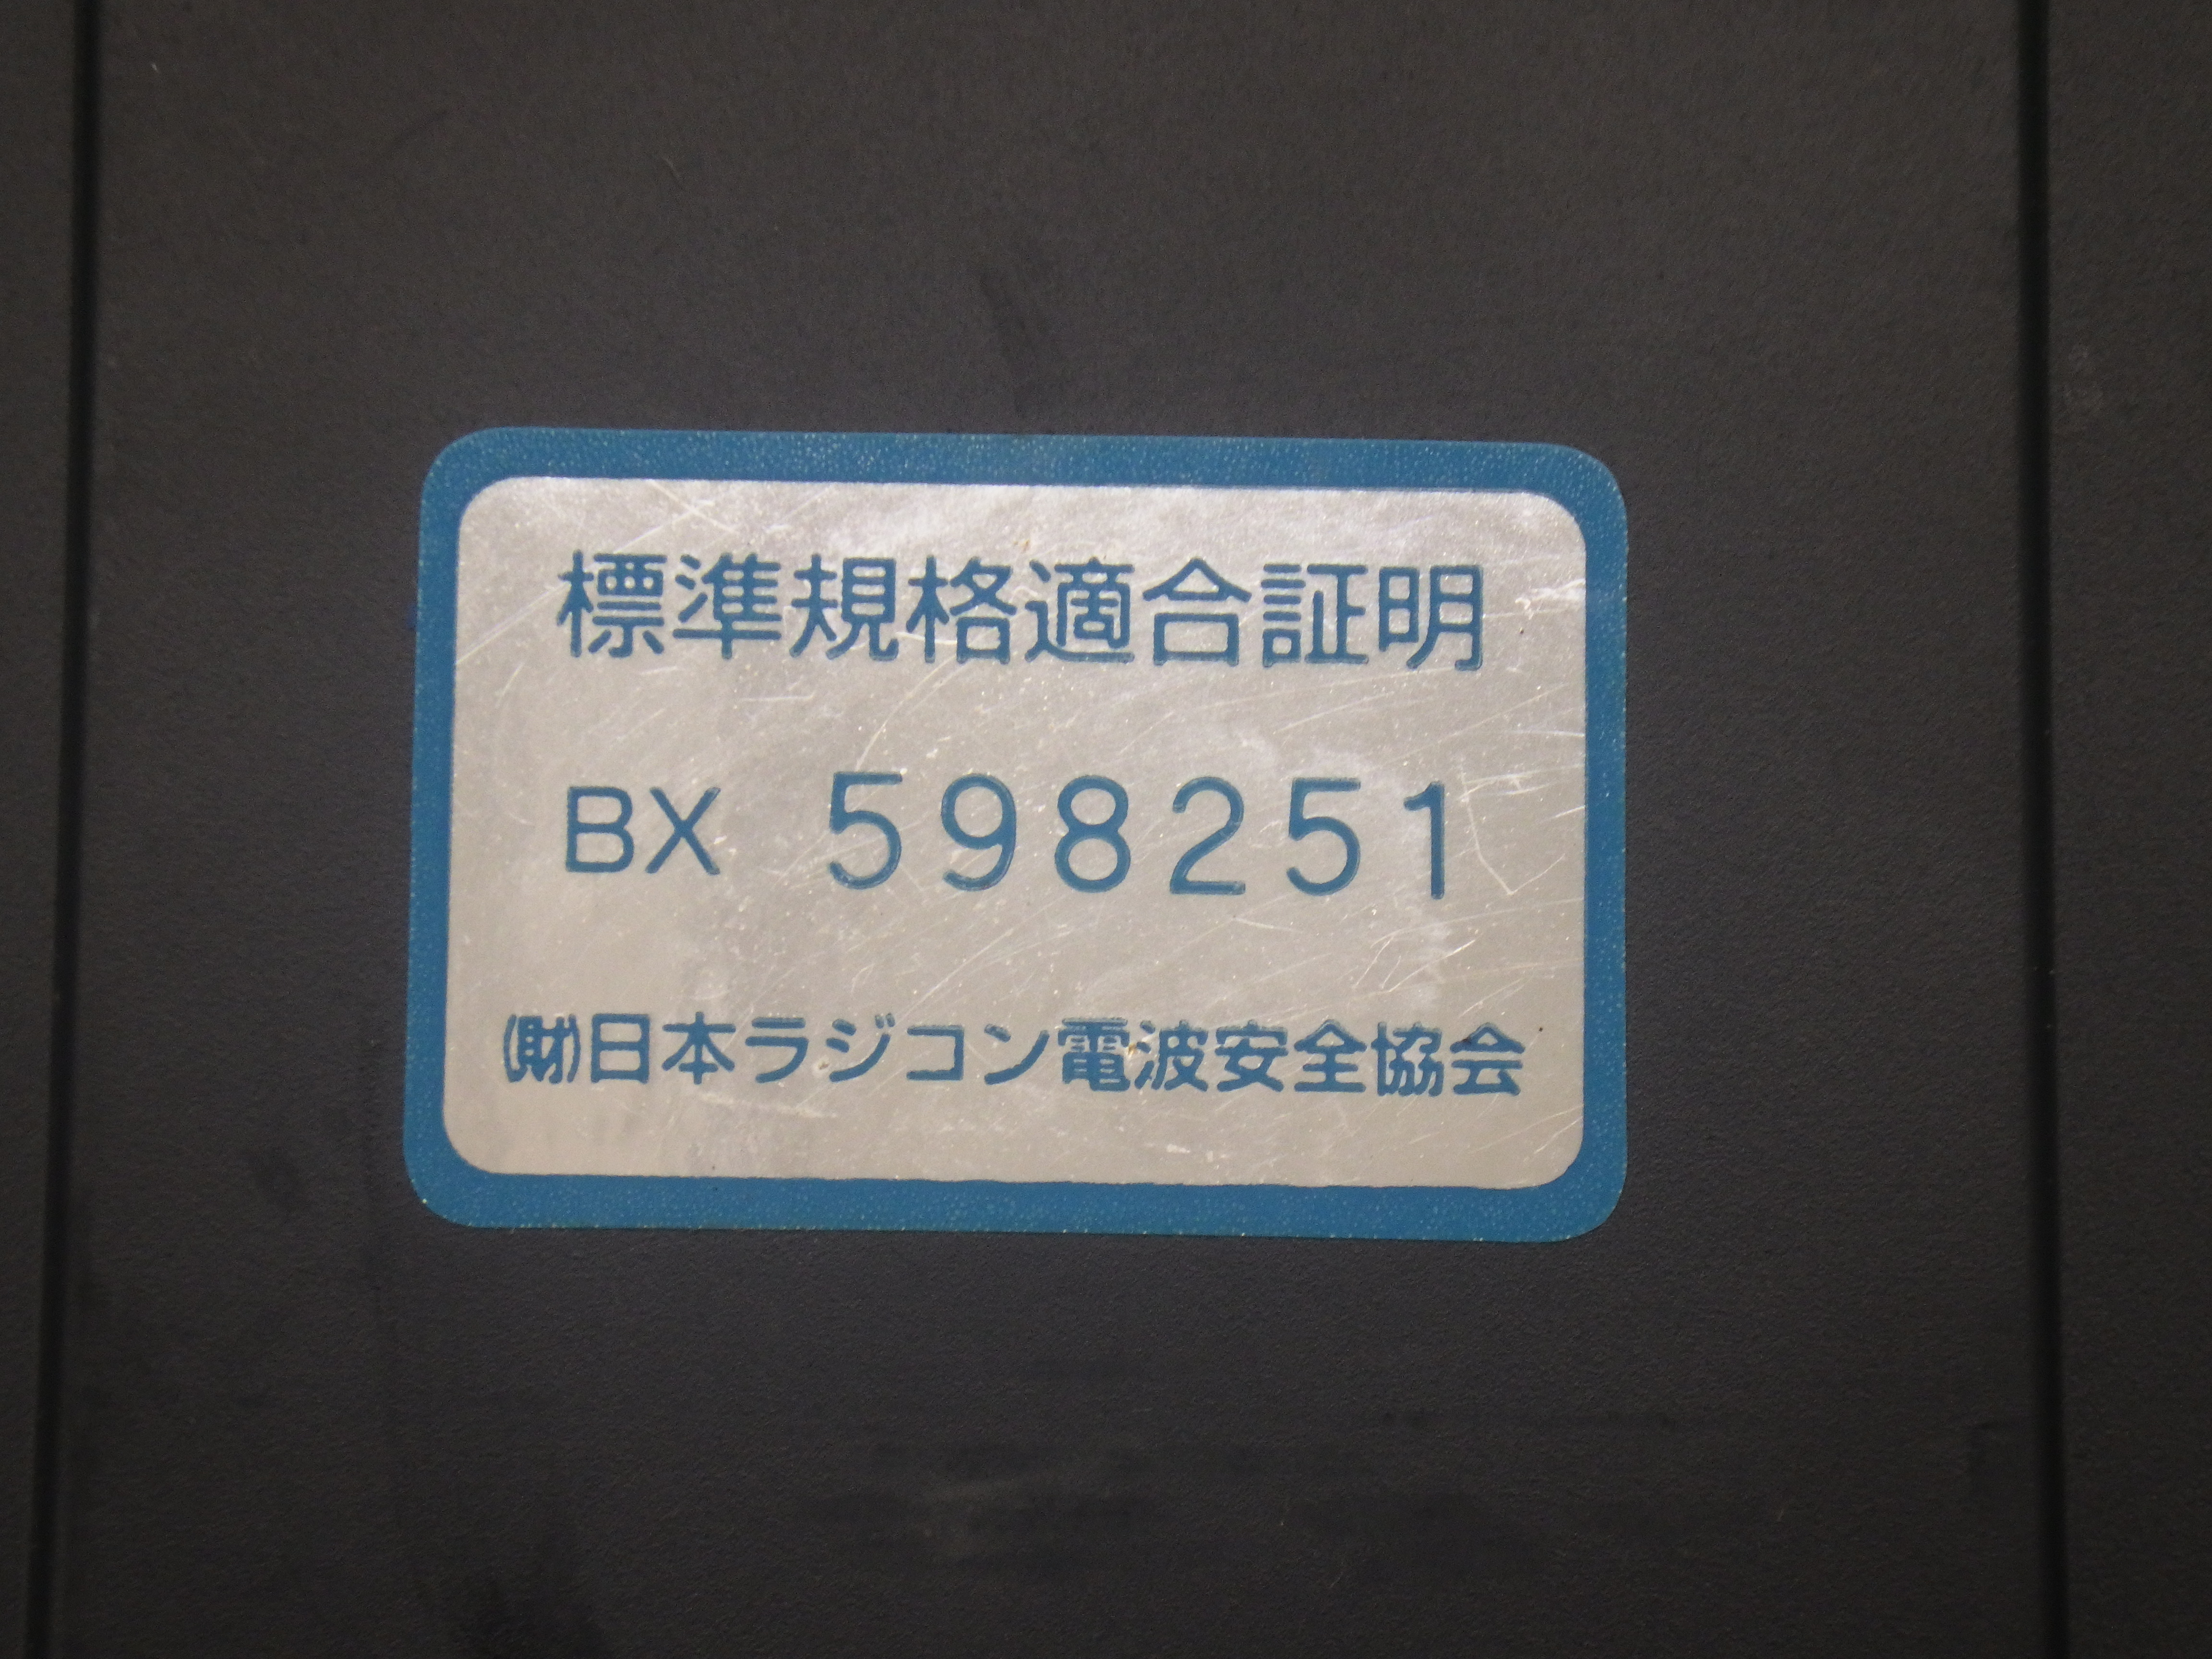 標準規格適合証明
BX 598251
(財)日本ラジコン電波安全協会